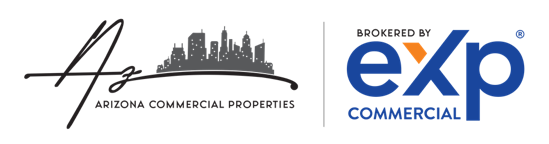 Az
ARIZONA COMMERCIAL PROPERTIES
BROKERED BY
eXp®
COMMERCIAL